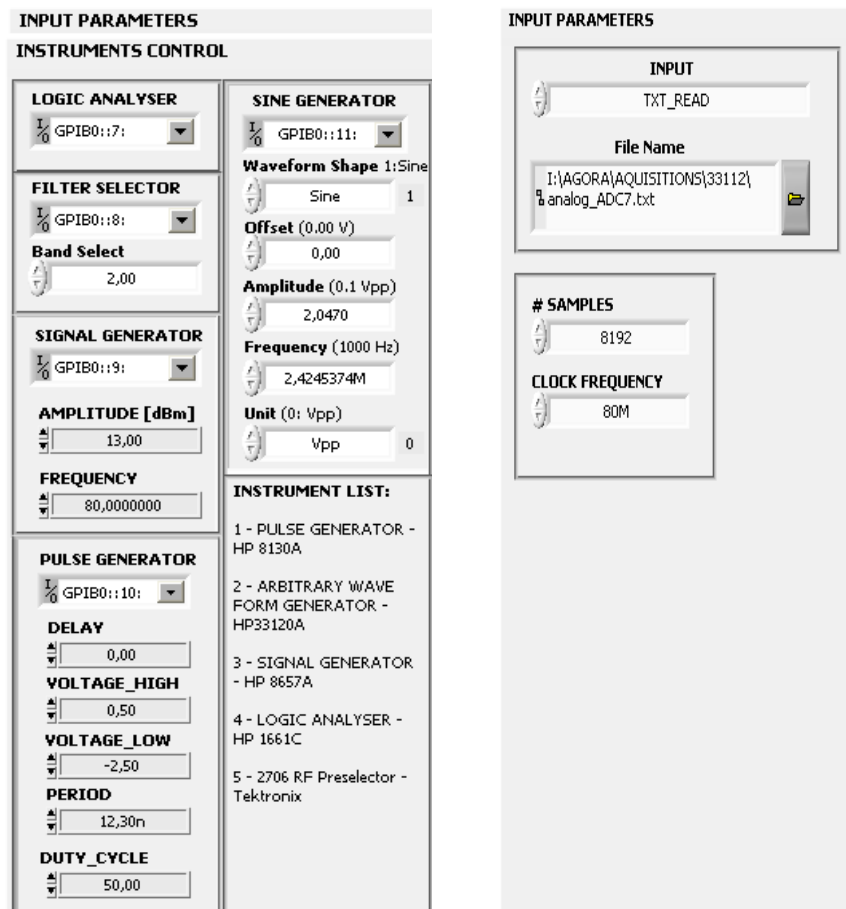 INPUT PARAMETERS
INSTRUMENTS CONTROL
LOGIC ANALYSER
I/O GPIB0::7:
FILTER SELECTOR
I/O GPIB0::8:
Band Select
2,00
SIGNAL GENERATOR
I/O GPIB0::9:
AMPLITUDE [dBm]
13,00
FREQUENCY
80,0000000
PULSE GENERATOR
I/O GPIB0::10:
DELAY
0,00
VOLTAGE_HIGH
0,50
VOLTAGE_LOW
-2,50
PERIOD
12,30n
DUTY_CYCLE
50,00
SINE GENERATOR
I/O GPIB0::11:
Waveform Shape 1:Sine
Sine 1
Offset (0.00 V)
0,00
Amplitude (0.1 Vpp)
2,0470
Frequency (1000 Hz)
2,4245374M
Unit (0: Vpp)
Vpp 0
INSTRUMENT LIST:
1 - PULSE GENERATOR -
HP 8130A
2 - ARBITRARY WAVE
FORM GENERATOR -
HP33120A
3 - SIGNAL GENERATOR
- HP 8657A
4 - LOGIC ANALYSER -
HP 1661C
5 - 2706 RF Preselector -
Tektronix
INPUT PARAMETERS
INPUT
TXT_READ
File Name
I:\AGORA\AQUISITIONS\33112\
analog_ADC7.txt
# SAMPLES
8192
CLOCK FREQUENCY
80M